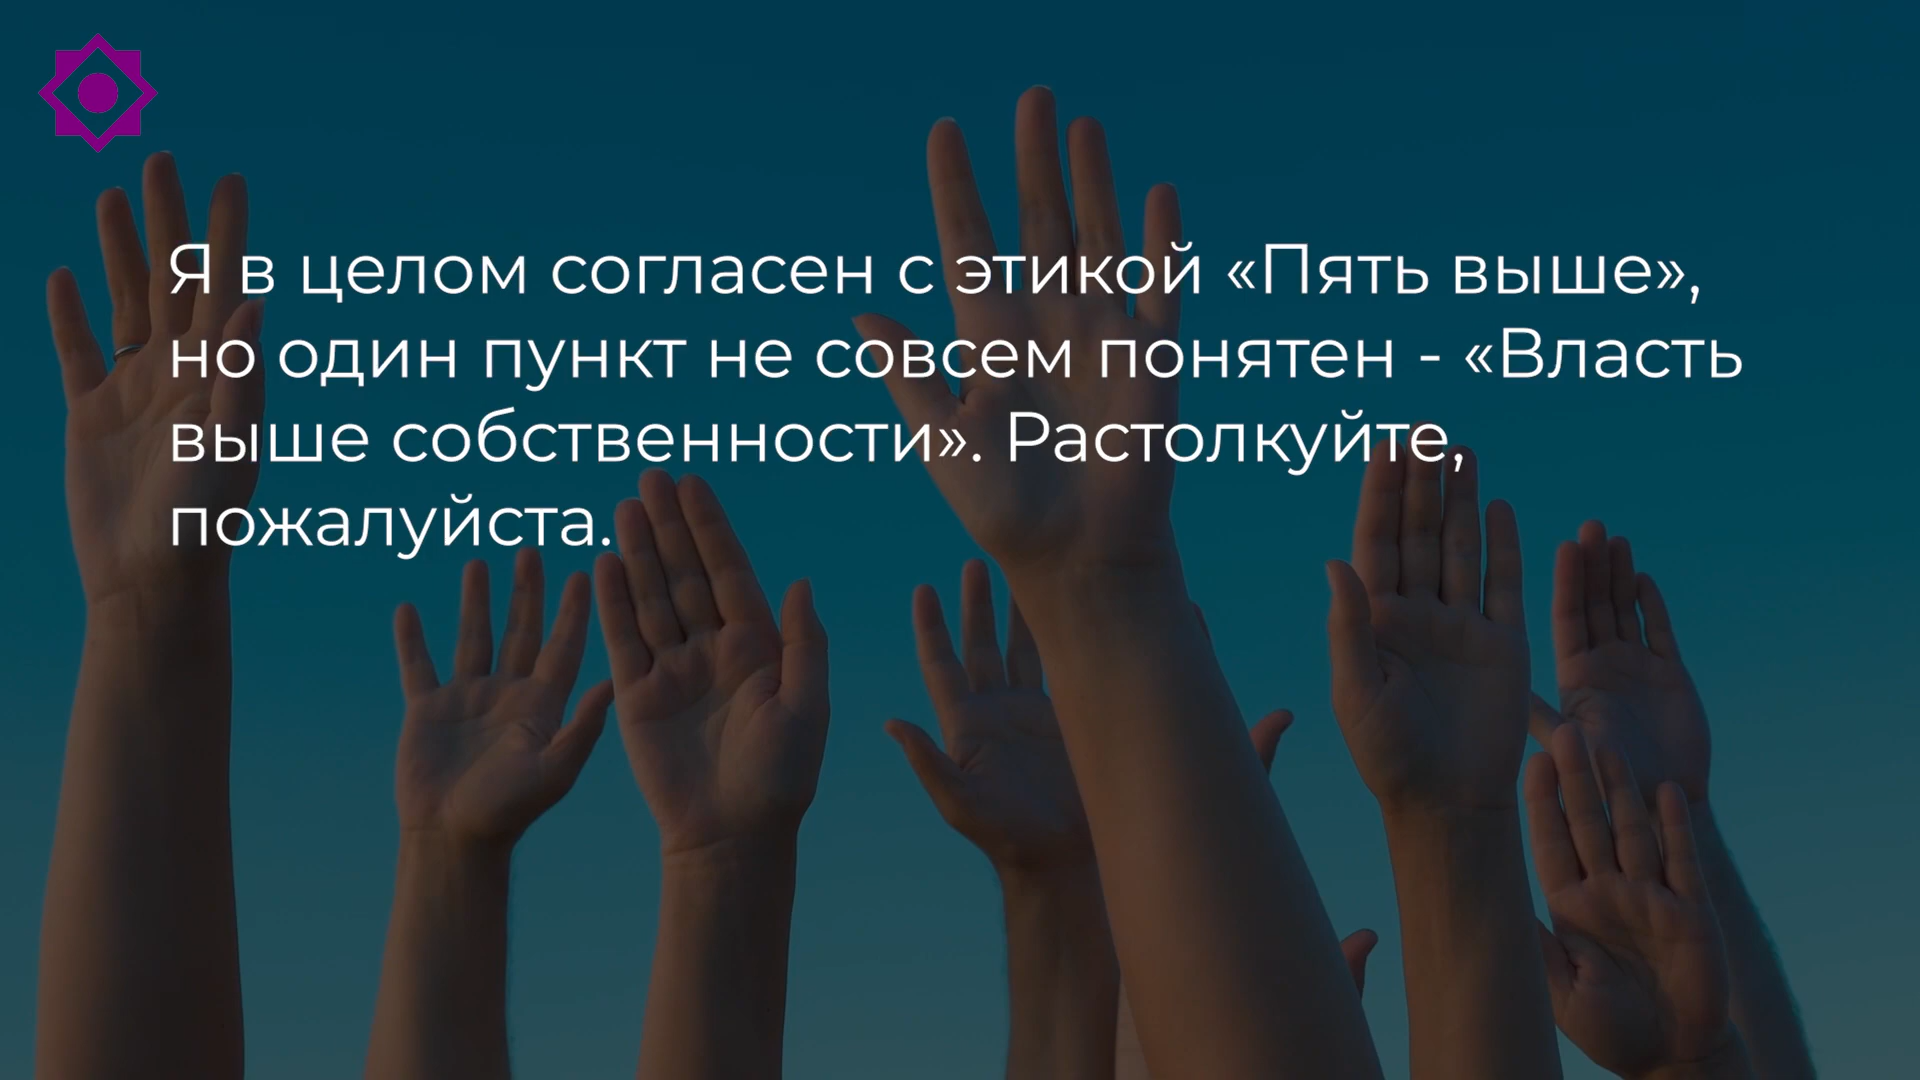 Я в целом согласен с этикой «Пять выше»,
но один пункт не совсем понятен - «Власть
выше собственности». Растолкуйте,
пожалуйста.